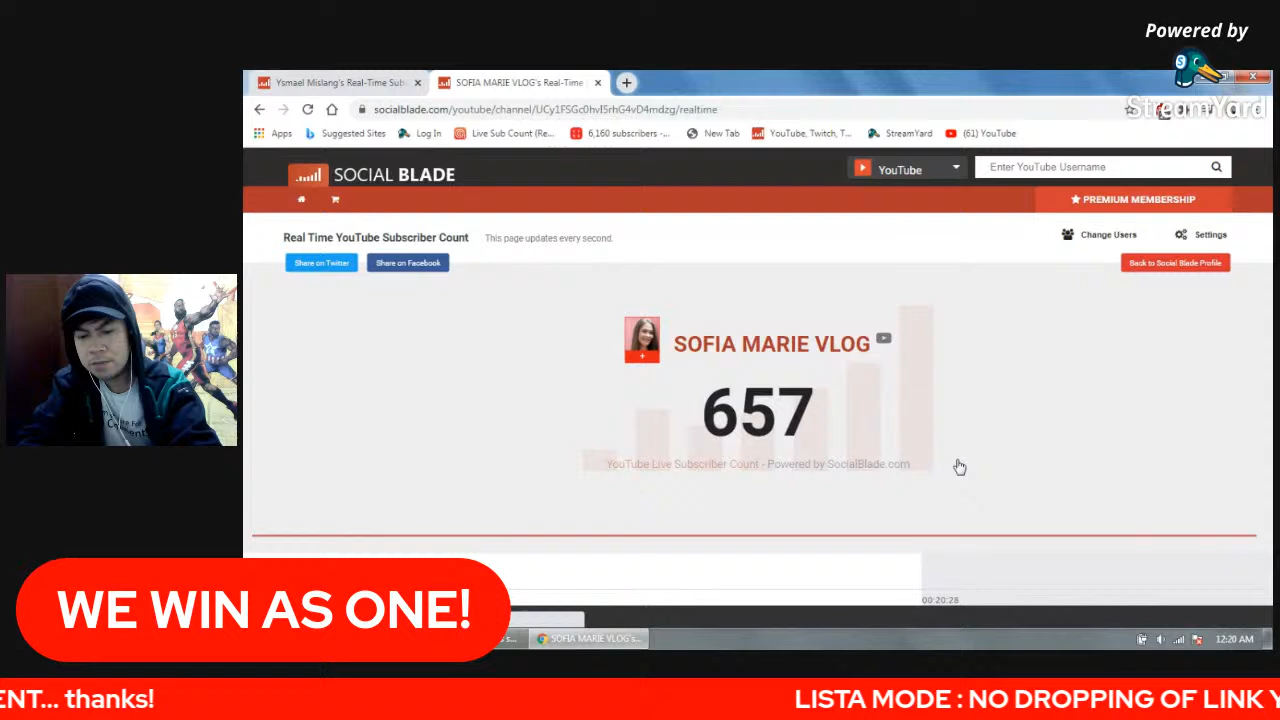 Powered by
StreamYard
Ysmael Mislang's Real-Time Sub
SOFIA MARIE VLOG's Real-Time
socialblade.com/youtube/channel/UCy1FSGc0hvI5rhG4vD4mdzg/realtime
Apps
Suggested Sites
Log In
Live Sub Count (Re...
6,160 subscribers -...
New Tab
YouTube, Twitch, T...
StreamYard
(61) YouTube
SOCIAL BLADE
YouTube
Enter YouTube Username
PREMIUM MEMBERSHIP
Real Time YouTube Subscriber Count
This page updates every second.
Change Users
Settings
Share on Twitter
Share on Facebook
Back to Social Blade Profile
SOFIA MARIE VLOG
657
YouTube Live Subscriber Count - Powered by SocialBlade.com
00:20:28
WE WIN AS ONE!
SOFIA MARIE VLOG's...
12:20 AM
ENT... thanks!
LISTA MODE : NO DROPPING OF LINK Y